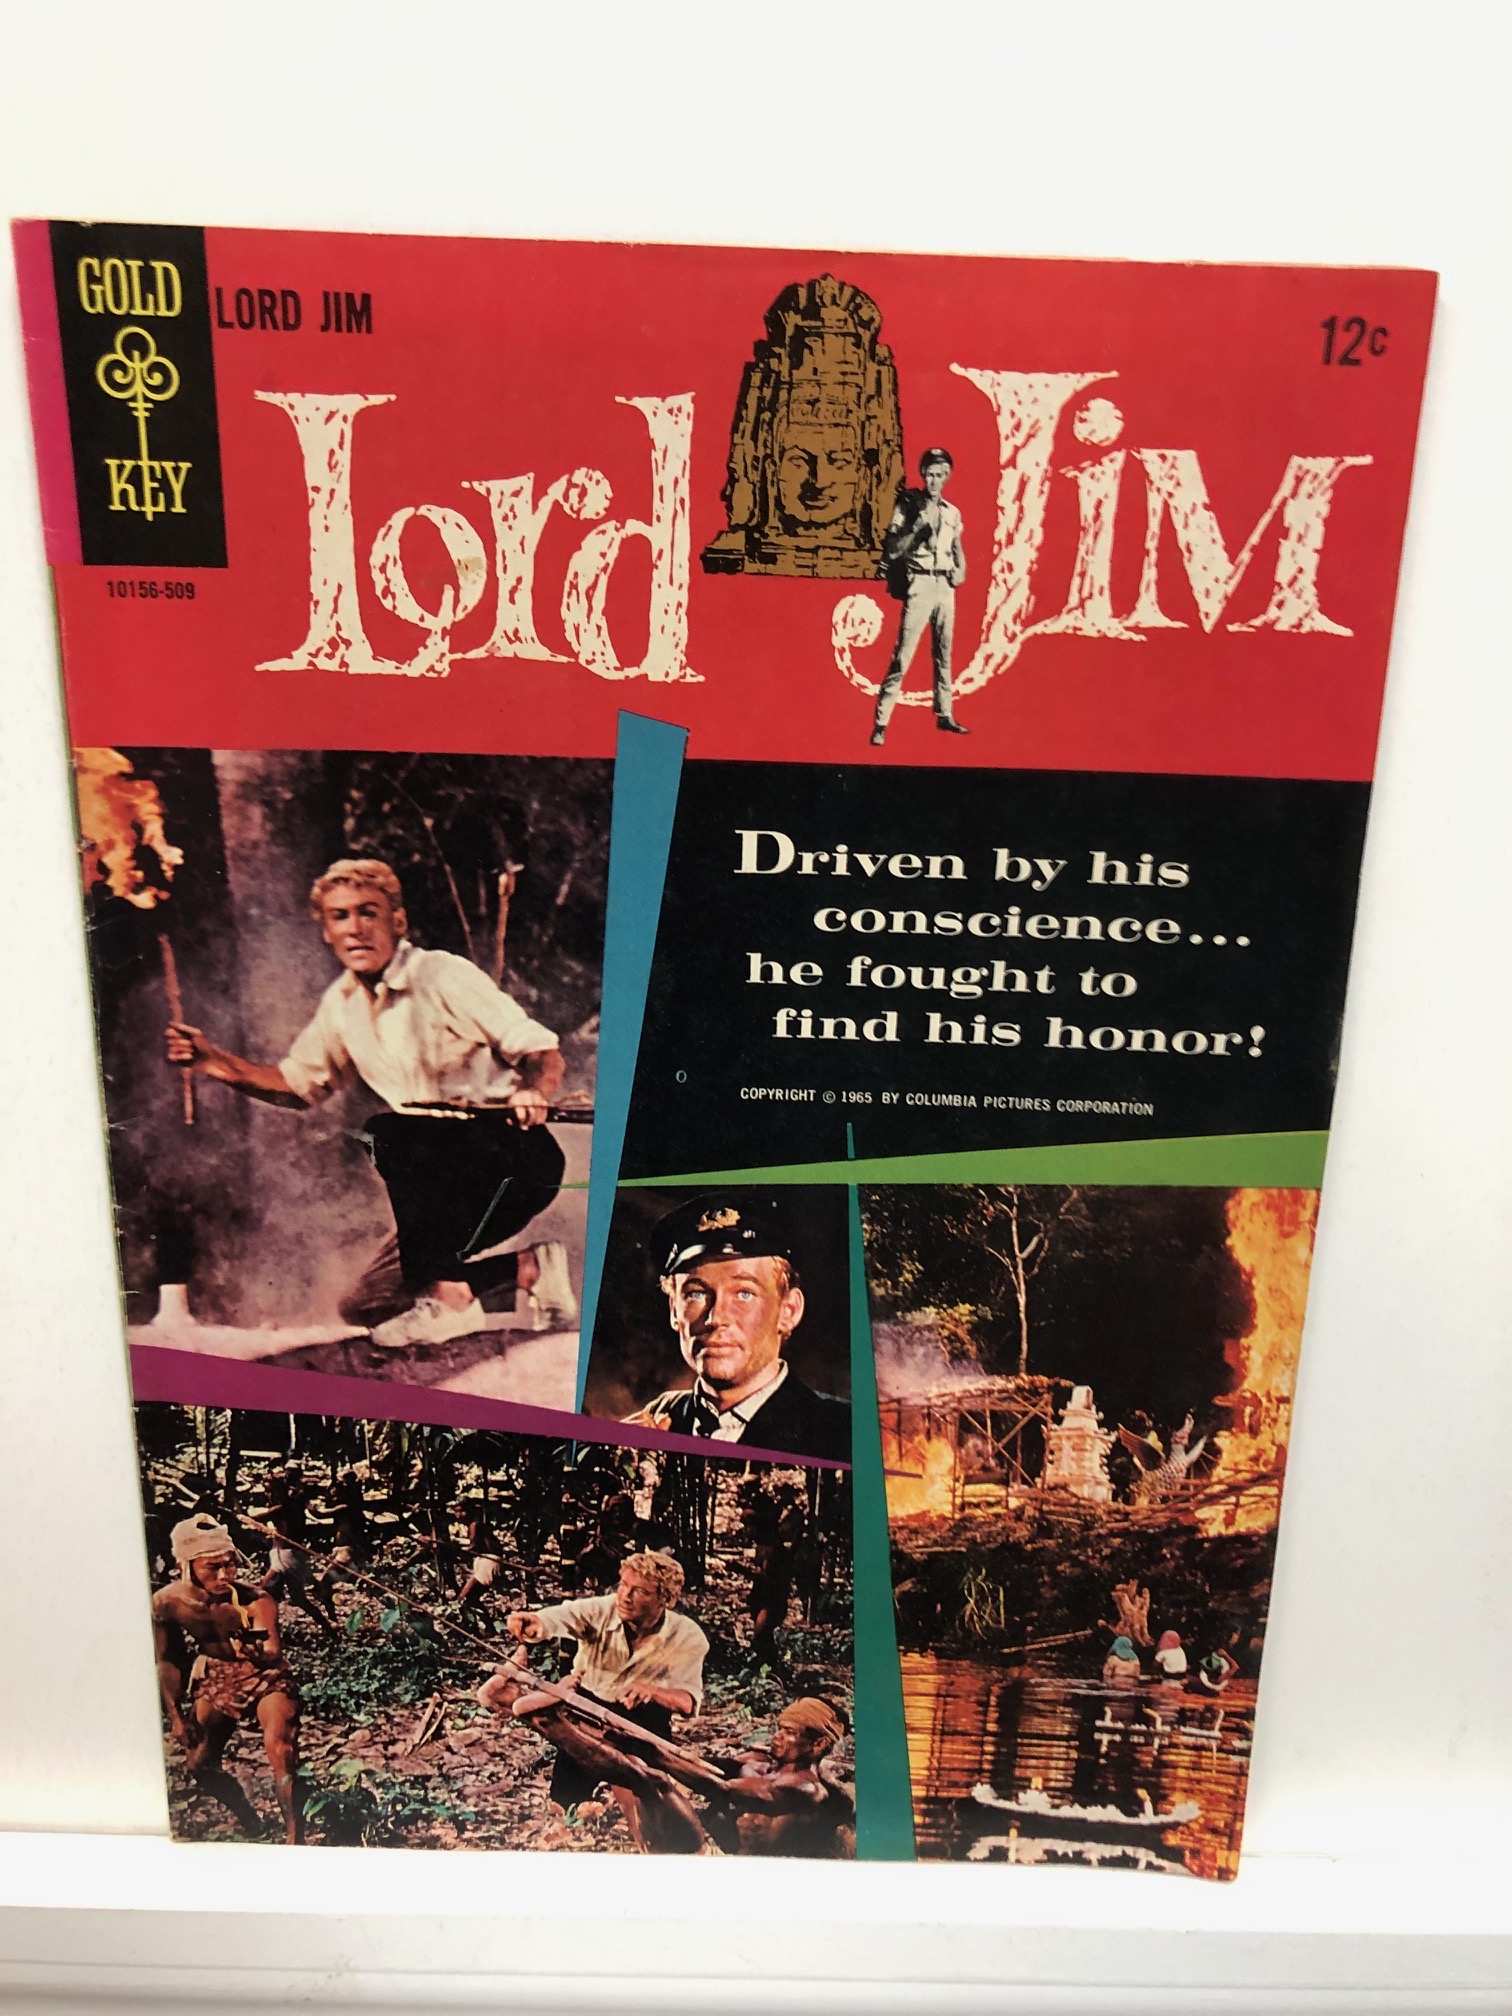 GOLD
KEY
LORD JIM
12c
Lord Jim
10156-509
Driven by his
conscience...
he fought to
find his honor!
COPYRIGHT © 1965 BY COLUMBIA PICTURES CORPORATION